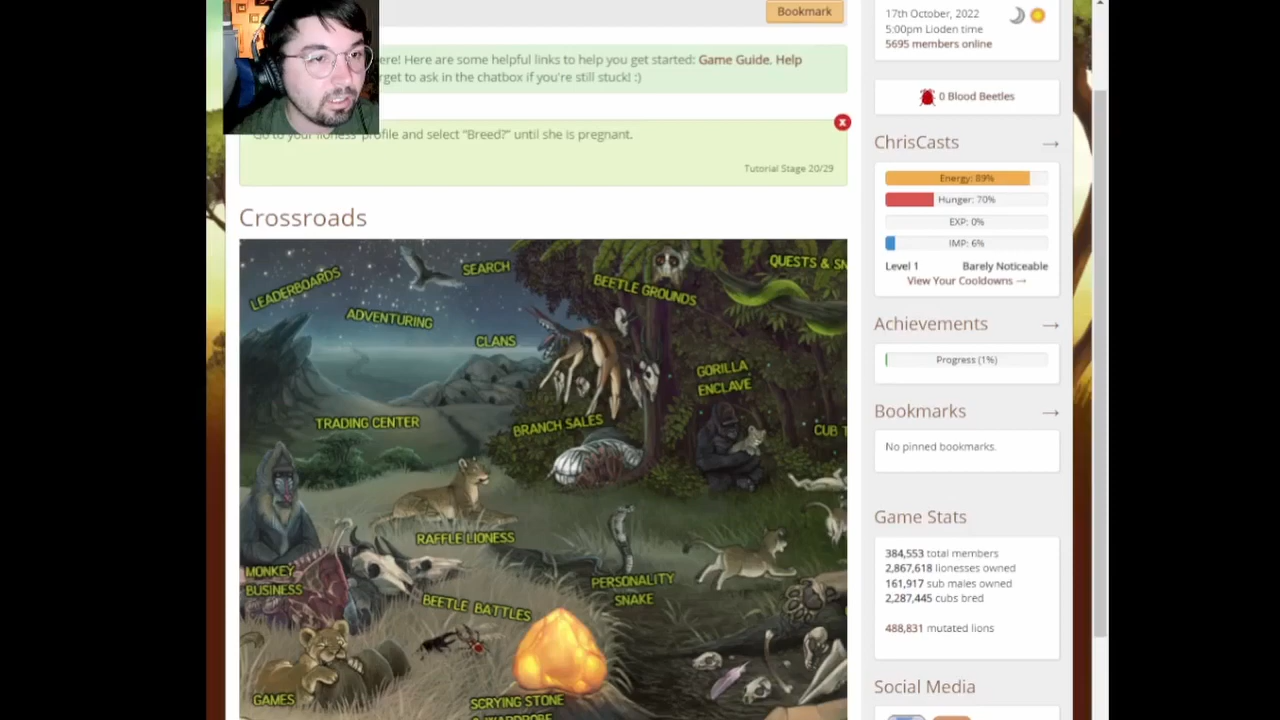 Bookmark
ere! Here are some helpful links to help you get started: Game Guide, Help
rget to ask in the chatbox if you're still stuck! :)
Go to your lioness' profile and select "Breed?" until she is pregnant.
Tutorial Stage 20/29
Crossroads
LEADERBOARDS
SEARCH
ADVENTURING
CLANS
BEETLE GROUNDS
QUESTS & SN
GORILLA
ENCLAVE
TRADING CENTER
BRANCH SALES
CUB T
RAFFLE LIONESS
MONKEY
BUSINESS
PERSONALITY
SNAKE
BEETLE BATTLES
GAMES
SCRYING STONE
& WARDROBE
17th October, 2022
5:00pm Lioden time
5695 members online
0 Blood Beetles
ChrisCasts →
Energy: 89%
Hunger: 70%
EXP: 0%
IMP: 6%
Level 1 Barely Noticeable
View Your Cooldowns →
Achievements →
Progress (1%)
Bookmarks →
No pinned bookmarks.
Game Stats
384,553 total members
2,867,618 lionesses owned
161,917 sub males owned
2,287,445 cubs bred
488,831 mutated lions
Social Media